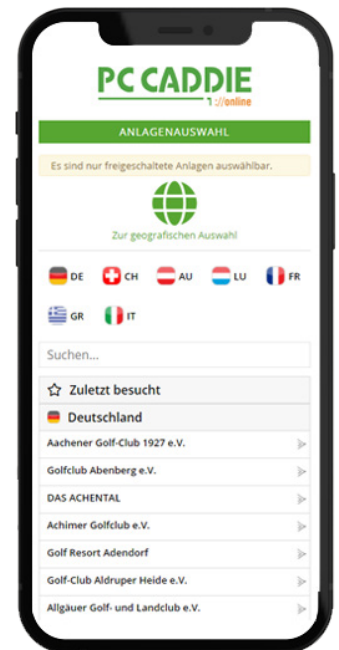 PC CADDIE
://online
ANLAGENAUSWAHL
Es sind nur freigeschaltete Anlagen auswählbar.
Zur geografischen Auswahl
DE CH AU LU FR
GR IT
Suchen...
Zuletzt besucht
Deutschland
Aachener Golf-Club 1927 e.V.
Golfclub Abenberg e.V.
DAS ACHENTAL
Achimer Golfclub e.V.
Golf Resort Adendorf
Golf-Club Aldruper Heide e.V.
Allgäuer Golf- und Landclub e.V.